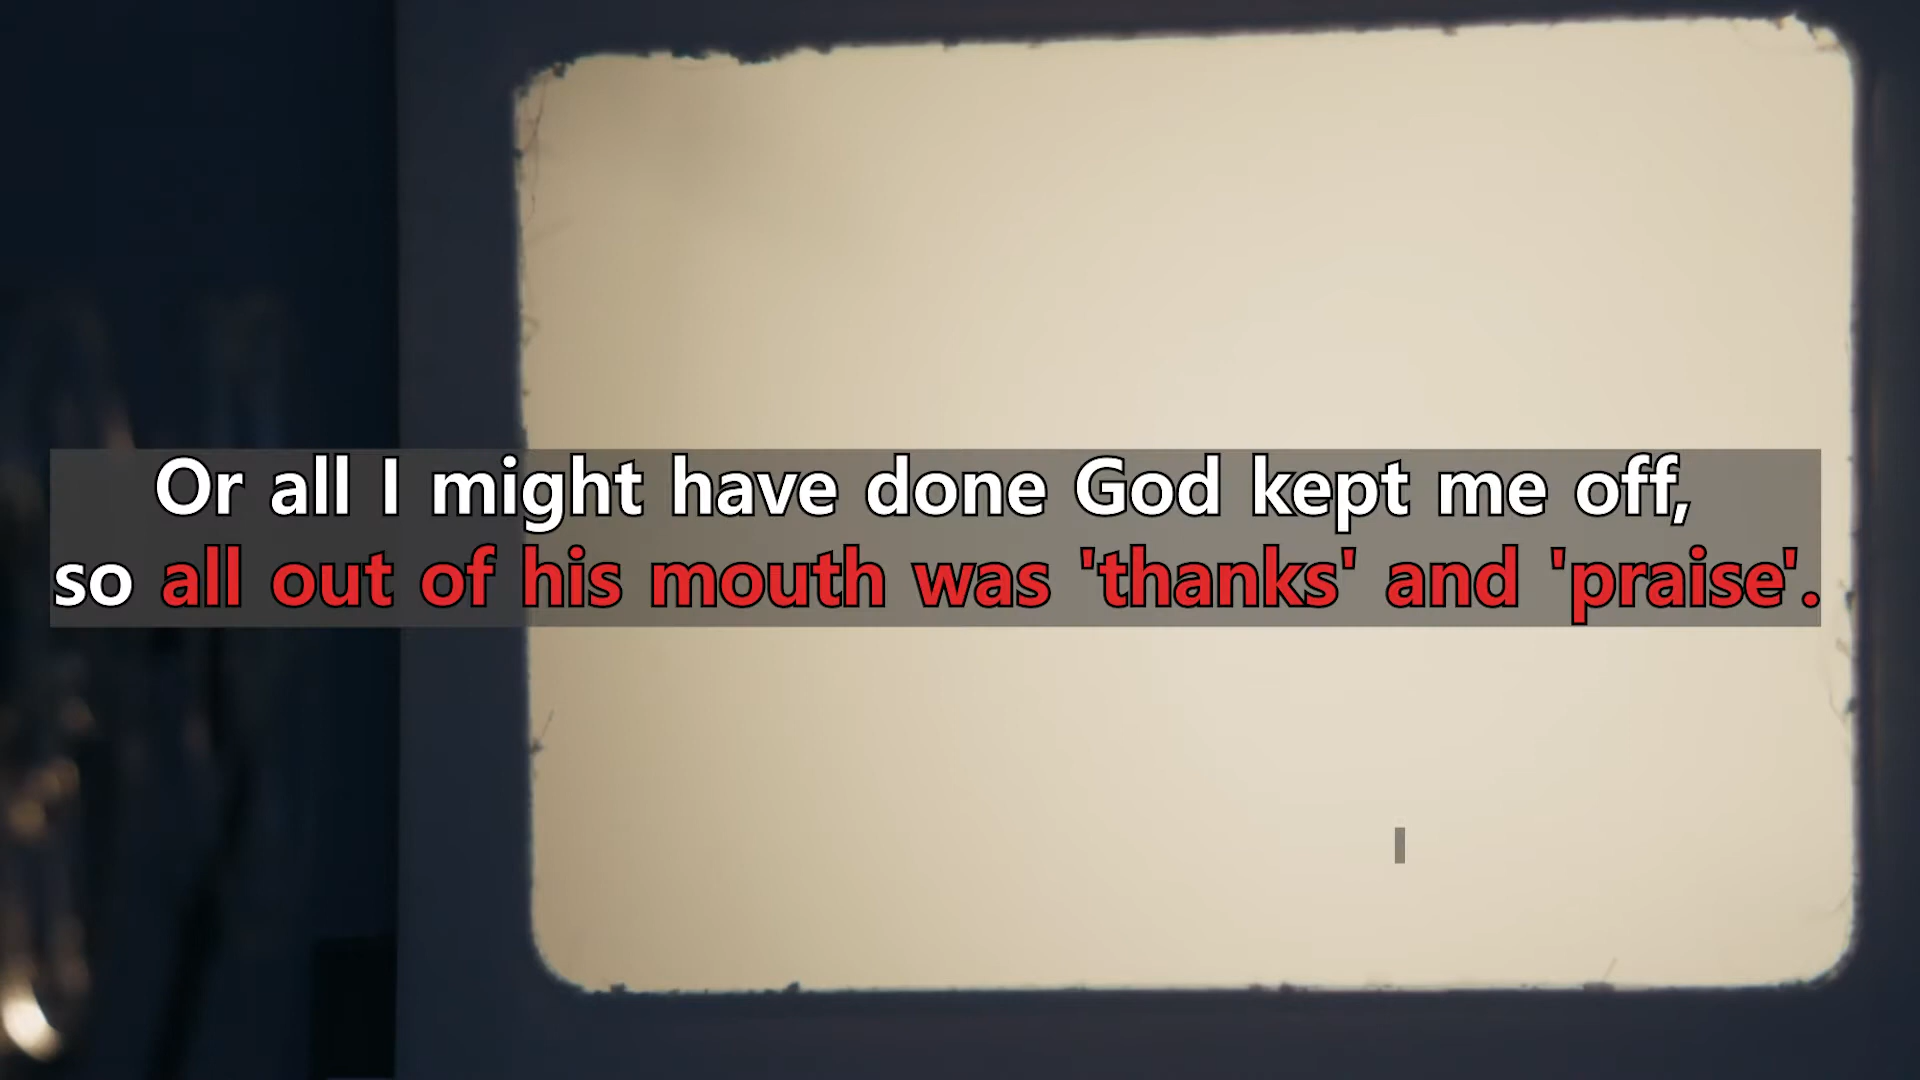 Or all I might have done God kept me off,
so all out of his mouth was 'thanks' and 'praise'.